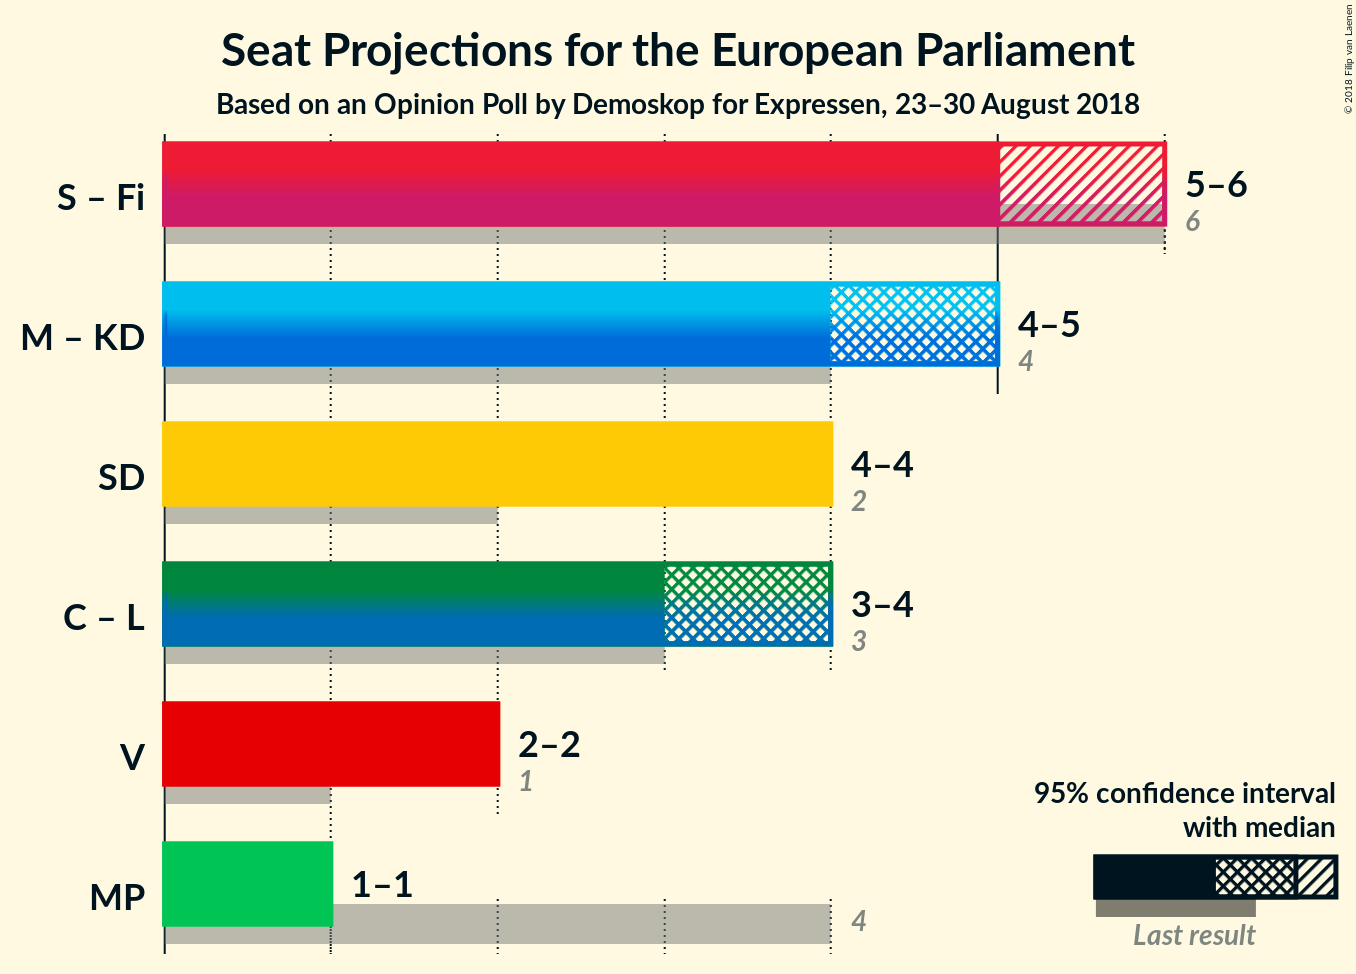 Seat Projections for the European Parliament
Based on an Opinion Poll by Demoskop for Expressen, 23–30 August 2018
© 2018 Filip van Laenen
S – Fi
5–6
6
M – KD
4–5
4
SD
4–4
2
C – L
3–4
3
V
2–2
1
MP
1–1
4
95% confidence interval
with median
Last result